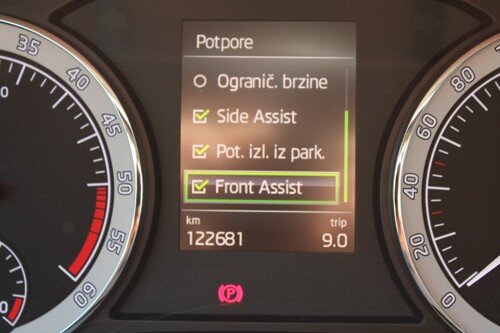 Potpore
Ogranič. brzine
Side Assist
Pot. izl. iz park.
Front Assist
km trip
122681 9.0
35
40
45
50
55
60
0
20
40
60
80
P